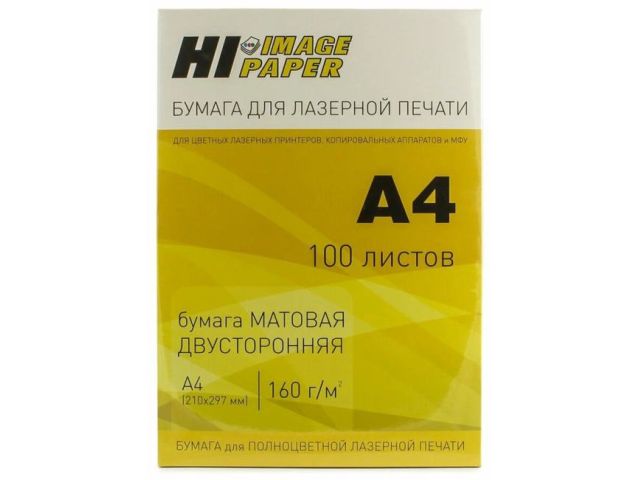 HI IMAGE
PAPER
БУМАГА ДЛЯ ЛАЗЕРНОЙ ПЕЧАТИ
ДЛЯ ЦВЕТНЫХ ЛАЗЕРНЫХ ПРИНТЕРОВ, КОПИРОВАЛЬНЫХ АППАРАТОВ и МФУ
A4
100 листов
бумага МАТОВАЯ
ДВУСТОРОННЯЯ
A4
(210x297 мм)
160 г/м²
БУМАГА для ПОЛНОЦВЕТНОЙ ЛАЗЕРНОЙ ПЕЧАТИ